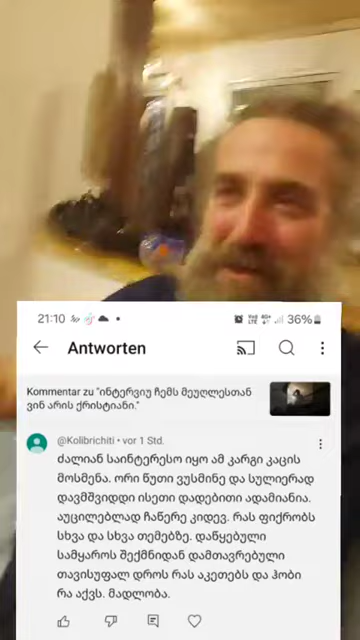 21:10
36%
Antworten
Kommentar zu "ინტერვიუ ჩემს მეუღლესთან
ვინ არის ქრისტიანი."
@Kolibrichiti • vor 1 Std.
ძალიან საინტერესო იყო ამ კარგი კაცის
მოსმენა. ორი წუთი ვუსმინე და სულიერად
დავმშვიდდი ისეთი დადებითი ადამიანია.
აუცილებლად ჩაწერე კიდევ. რას ფიქრობს
სხვა და სხვა თემებზე. დაწყებული
სამყაროს შექმნიდან დამთავრებული
თავისუფალ დროს რას აკეთებს და ჰობი
რა აქვს. მადლობა.